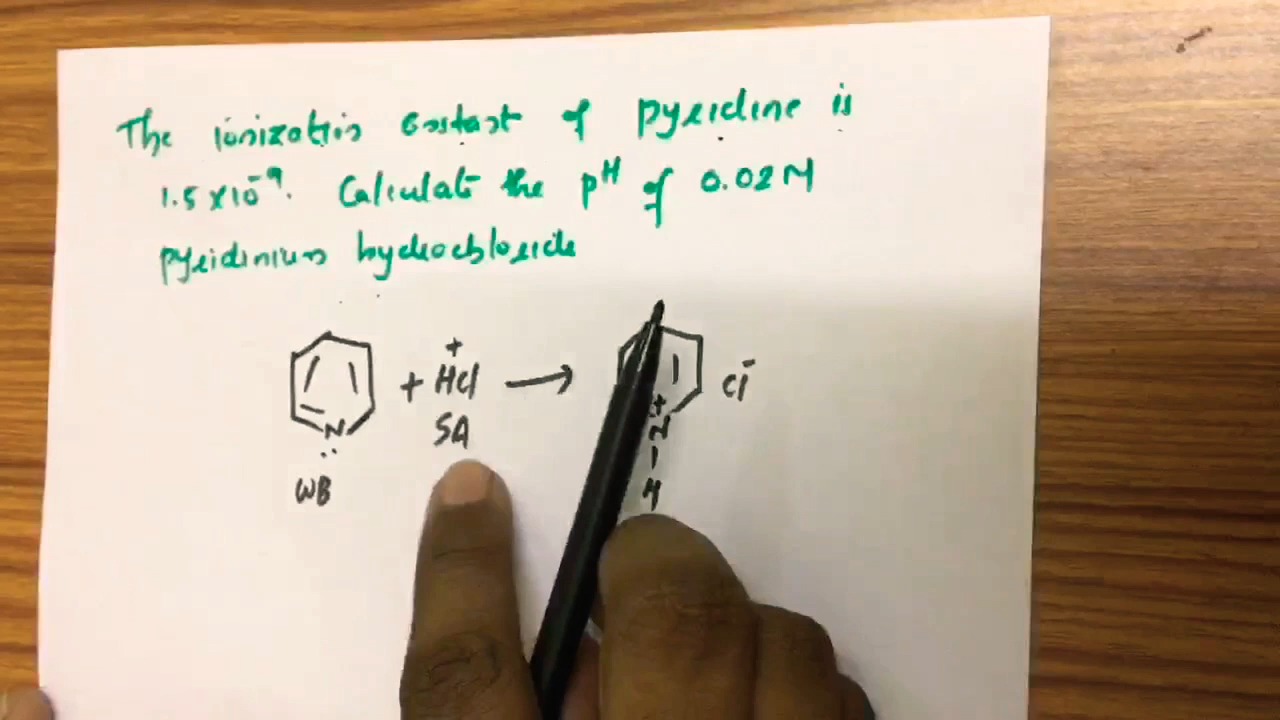 The ionization constant of pyridine is
1.5 x 10⁻⁹. Calculate the pH of 0.02M
pyridinium hydrochloride
+ HCl → Cl⁻
+
SA
N
WB
+
N
H